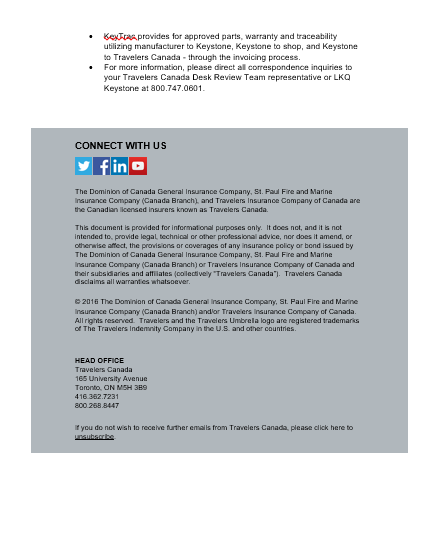 • KeyTrac provides for approved parts, warranty and traceability
utilizing manufacturer to Keystone, Keystone to shop, and Keystone
to Travelers Canada - through the invoicing process.
• For more information, please direct all correspondence inquiries to
your Travelers Canada Desk Review Team representative or LKQ
Keystone at 800.747.0601.
CONNECT WITH US
The Dominion of Canada General Insurance Company, St. Paul Fire and Marine
Insurance Company (Canada Branch), and Travelers Insurance Company of Canada are
the Canadian licensed insurers known as Travelers Canada.
This document is provided for informational purposes only. It does not, and it is not
intended to, provide legal, technical or other professional advice, nor does it amend, or
otherwise affect, the provisions or coverages of any insurance policy or bond issued by
The Dominion of Canada General Insurance Company, St. Paul Fire and Marine
Insurance Company (Canada Branch) or Travelers Insurance Company of Canada and
their subsidiaries and affiliates (collectively "Travelers Canada"). Travelers Canada
disclaims all warranties whatsoever.
© 2016 The Dominion of Canada General Insurance Company, St. Paul Fire and Marine
Insurance Company (Canada Branch) and/or Travelers Insurance Company of Canada.
All rights reserved. Travelers and the Travelers Umbrella logo are registered trademarks
of The Travelers Indemnity Company in the U.S. and other countries.
HEAD OFFICE
Travelers Canada
165 University Avenue
Toronto, ON M5H 3B9
416.362.7231
800.268.8447
If you do not wish to receive further emails from Travelers Canada, please click here to
unsubscribe.